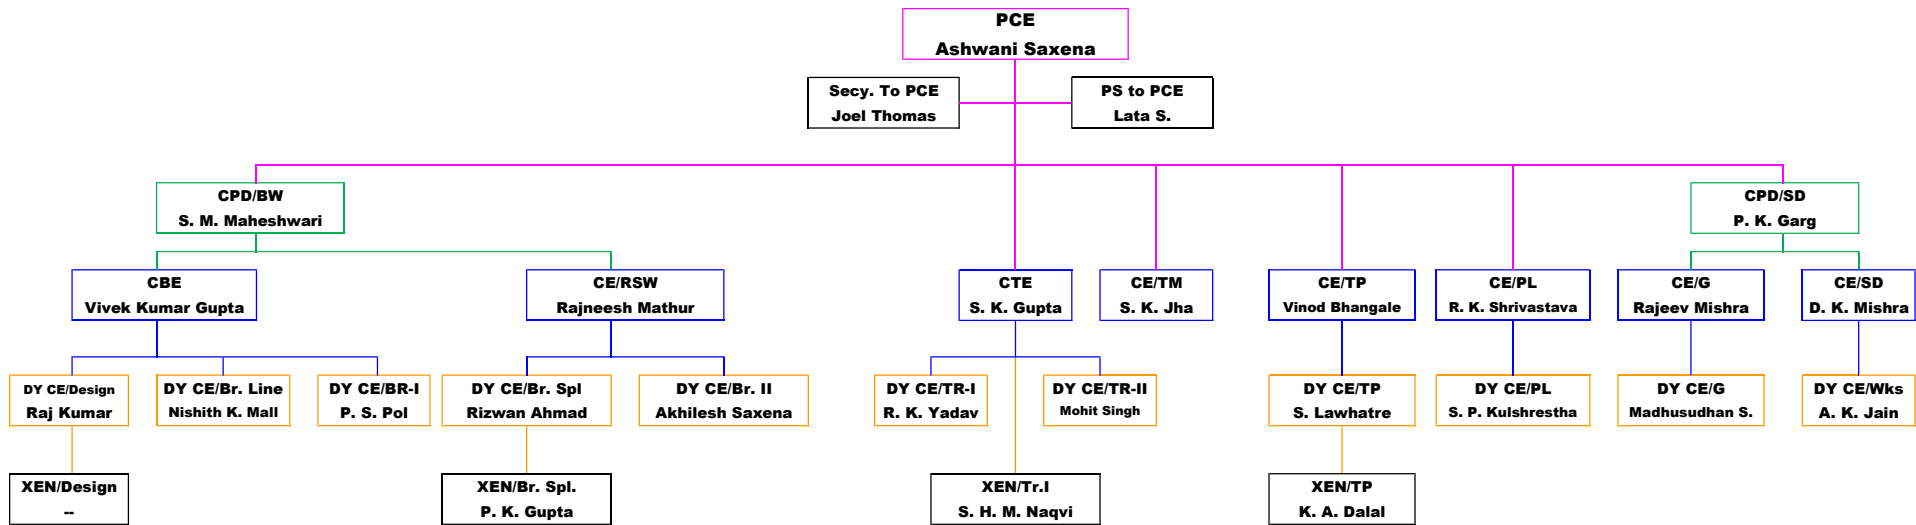 PCE
Ashwani Saxena
Secy. To PCE
Joel Thomas
PS to PCE
Lata S.
CPD/BW
S. M. Maheshwari
CPD/SD
P. K. Garg
CBE
Vivek Kumar Gupta
CE/RSW
Rajneesh Mathur
CTE
S. K. Gupta
CE/TM
S. K. Jha
CE/TP
Vinod Bhangale
CE/PL
R. K. Shrivastava
CE/G
Rajeev Mishra
CE/SD
D. K. Mishra
DY CE/Design
Raj Kumar
DY CE/Br. Line
Nishith K. Mall
DY CE/BR-I
P. S. Pol
DY CE/Br. Spl
Rizwan Ahmad
DY CE/Br. II
Akhilesh Saxena
DY CE/TR-I
R. K. Yadav
DY CE/TR-II
Mohit Singh
DY CE/TP
S. Lawhatre
DY CE/PL
S. P. Kulshrestha
DY CE/G
Madhusudhan S.
DY CE/Wks
A. K. Jain
XEN/Design
--
XEN/Br. Spl.
P. K. Gupta
XEN/Tr.I
S. H. M. Naqvi
XEN/TP
K. A. Dalal